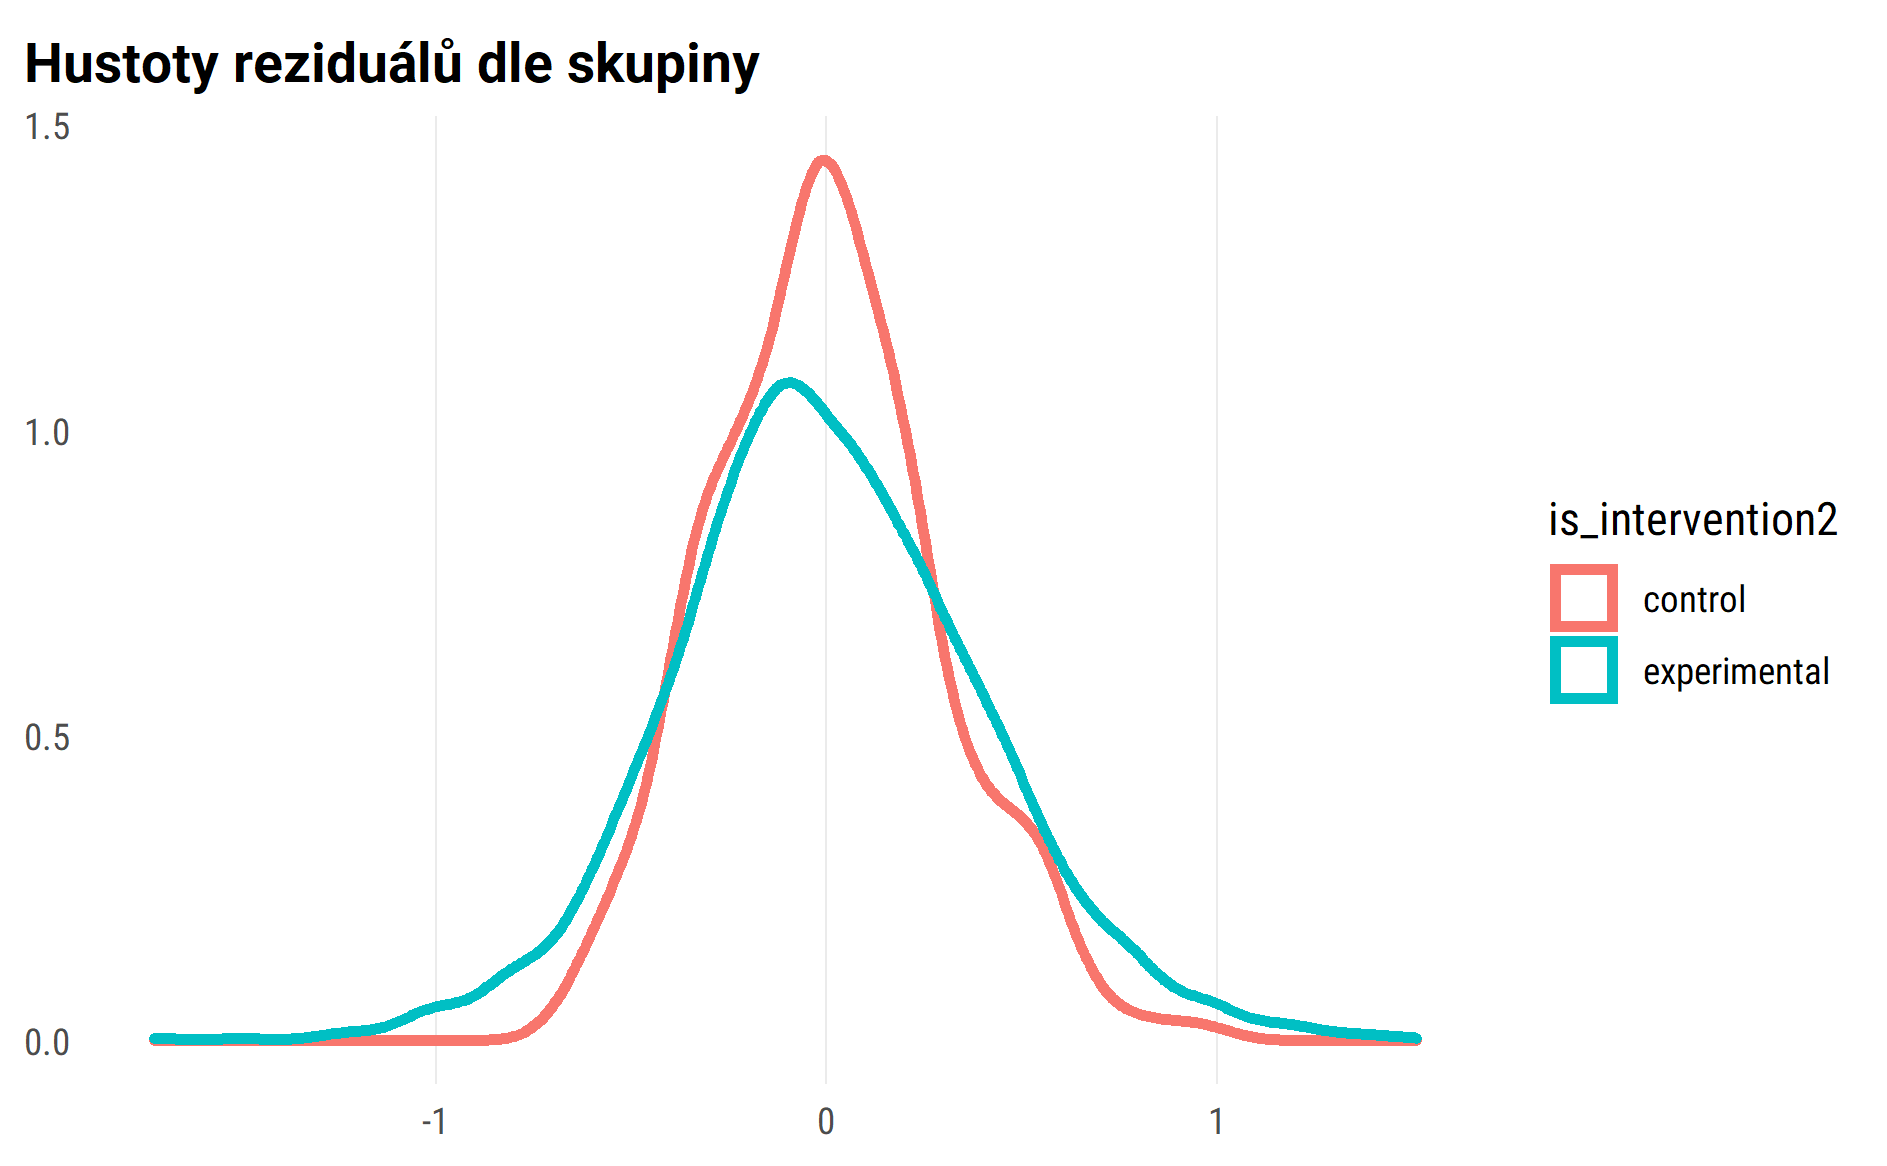 Hustoty reziduálů dle skupiny
1.5
1.0
0.5
0.0
-1
0
1
is_intervention2
control
experimental